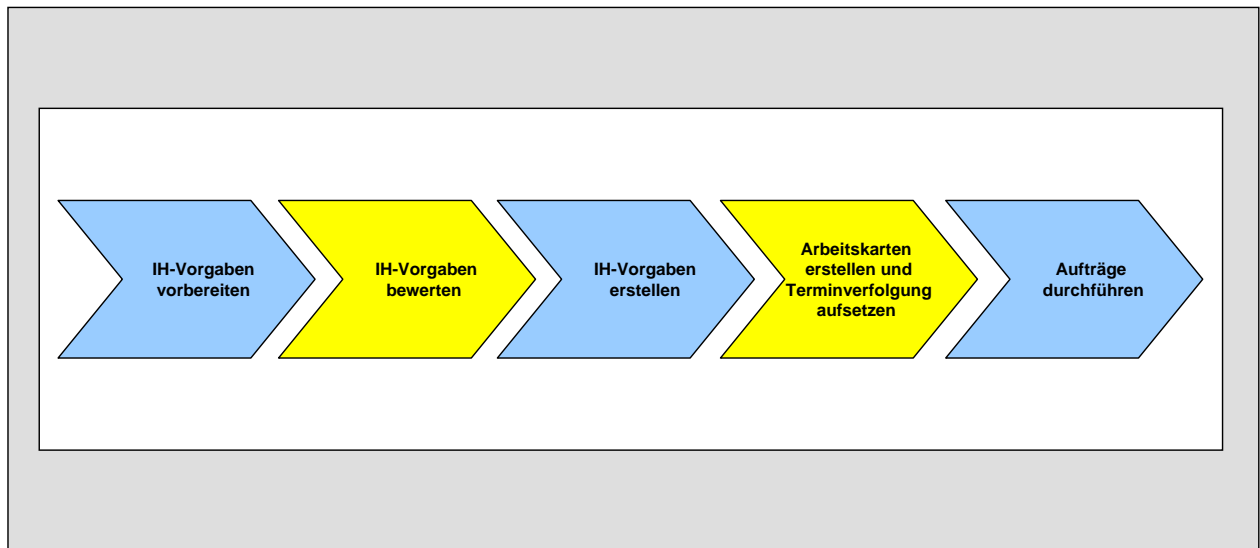 IH-Vorgaben
vorbereiten
IH-Vorgaben
bewerten
IH-Vorgaben
erstellen
Arbeitskarten
erstellen und
Terminverfolgung
aufsetzen
Aufträge
durchführen